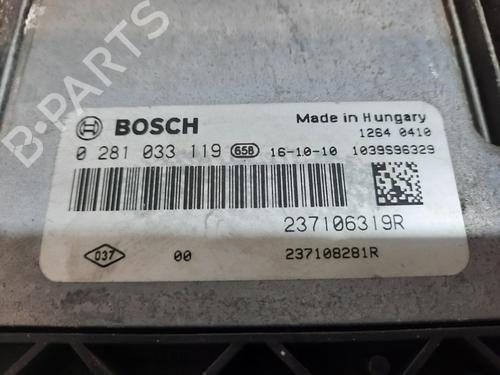 B-PARTS
BOSCH
Made in Hungary
1264 0410
0 281 033 119 658 16-10-10 1039S96329
237106319R
037 00 237108281R